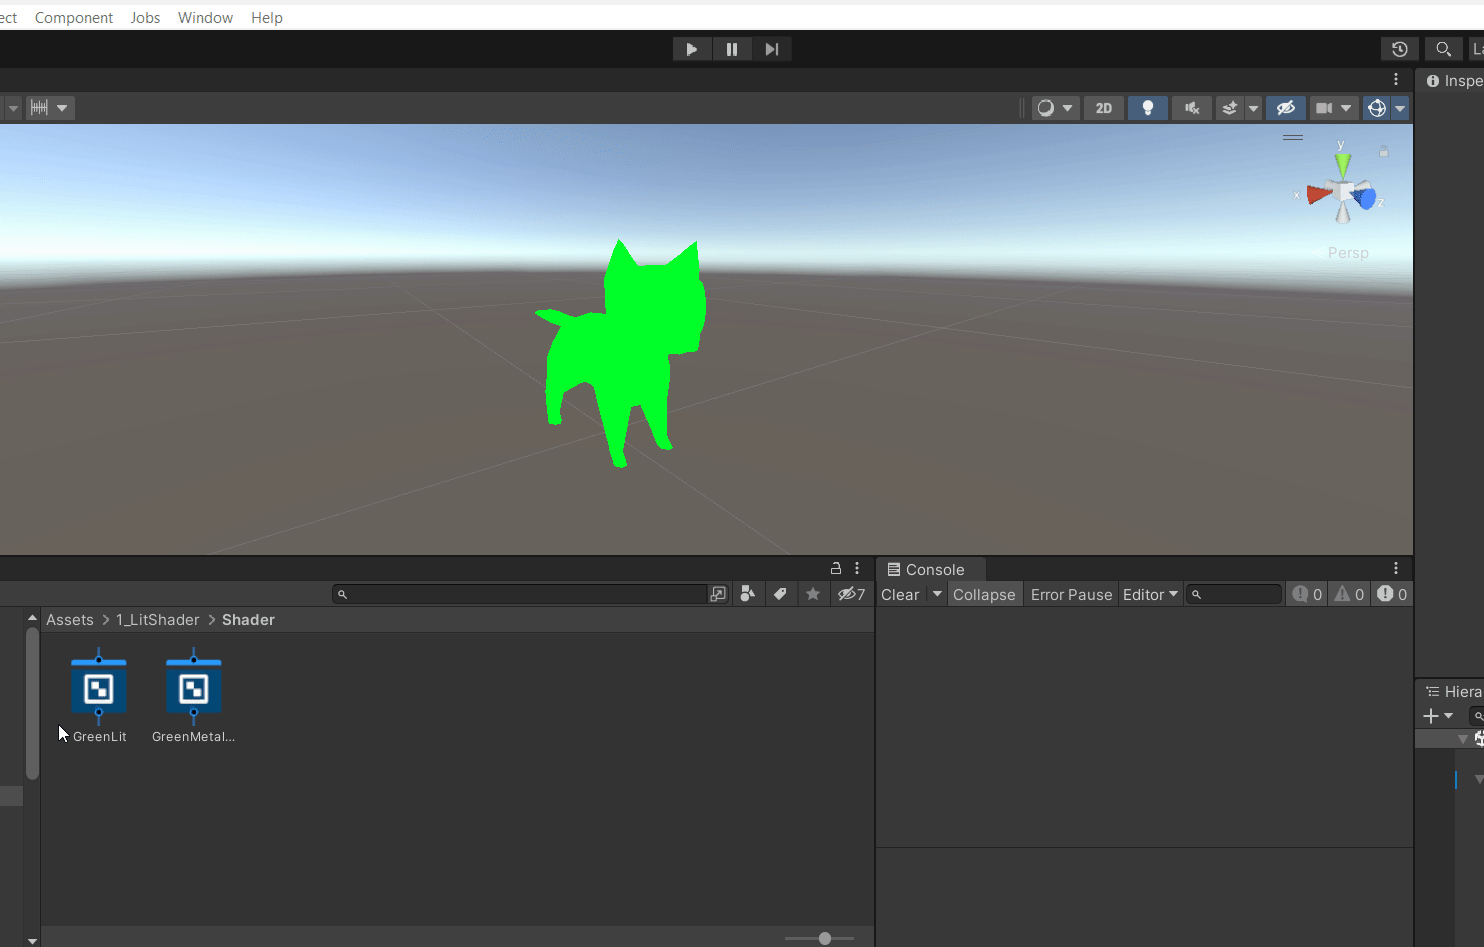 ect Component Jobs Window Help
La
Inspe
2D
y
x
z
Persp
7
Console
Clear Collapse Error Pause Editor 0 0 0
Assets > 1_LitShader > Shader
GreenLit GreenMetal...
Hiera